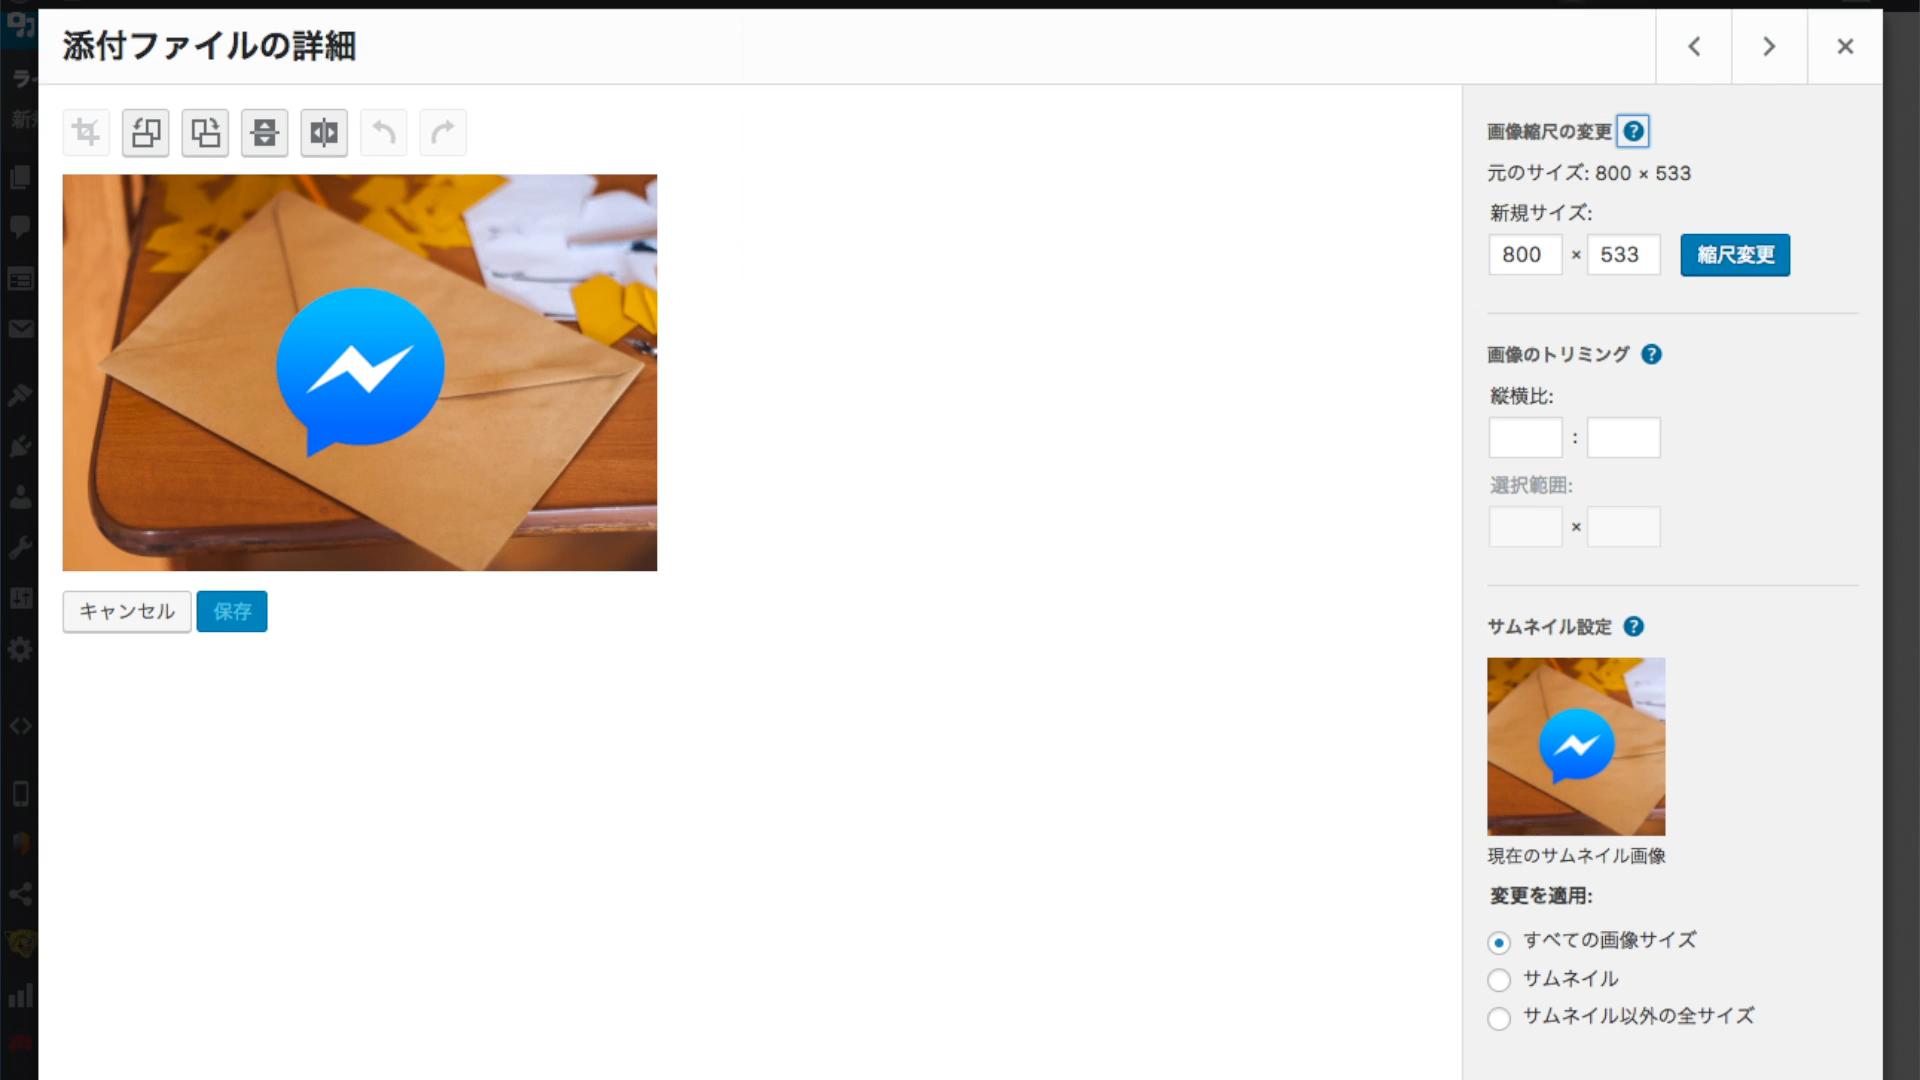 添付ファイルの詳細
画像縮尺の変更 ?
元のサイズ: 800 × 533
新規サイズ:
800 × 533 縮尺変更
画像のトリミング ?
縦横比:
:
選択範囲:
×
キャンセル 保存
サムネイル設定 ?
現在のサムネイル画像
変更を適用:
すべての画像サイズ
サムネイル
サムネイル以外の全サイズ